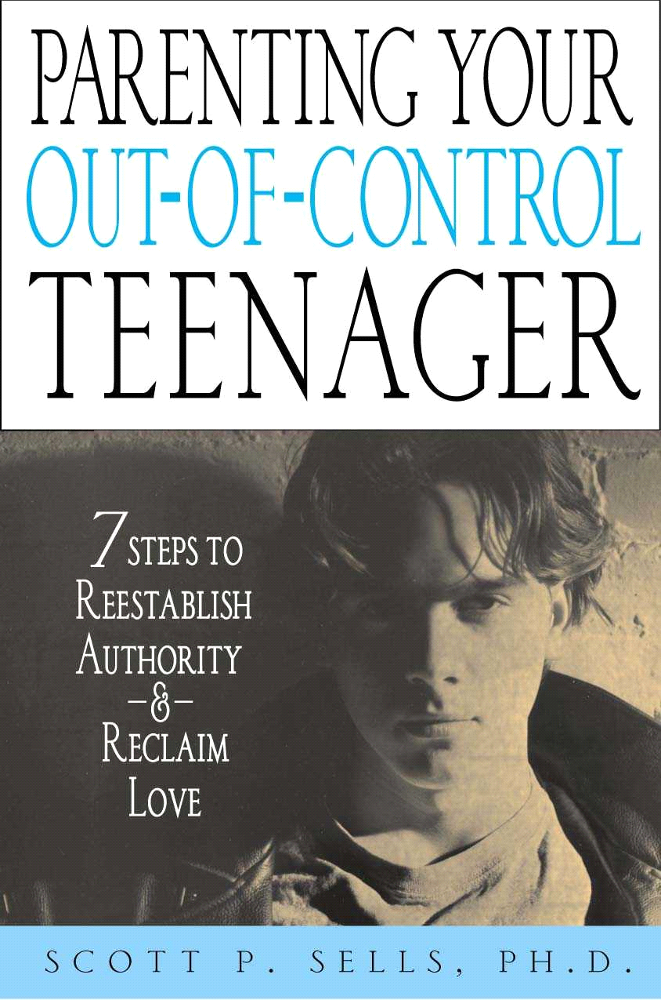 PARENTING YOUR
OUT-OF-CONTROL
TEENAGER
7 STEPS TO
REESTABLISH
AUTHORITY
–&–
RECLAIM
LOVE
SCOTT P. SELLS, PH.D.